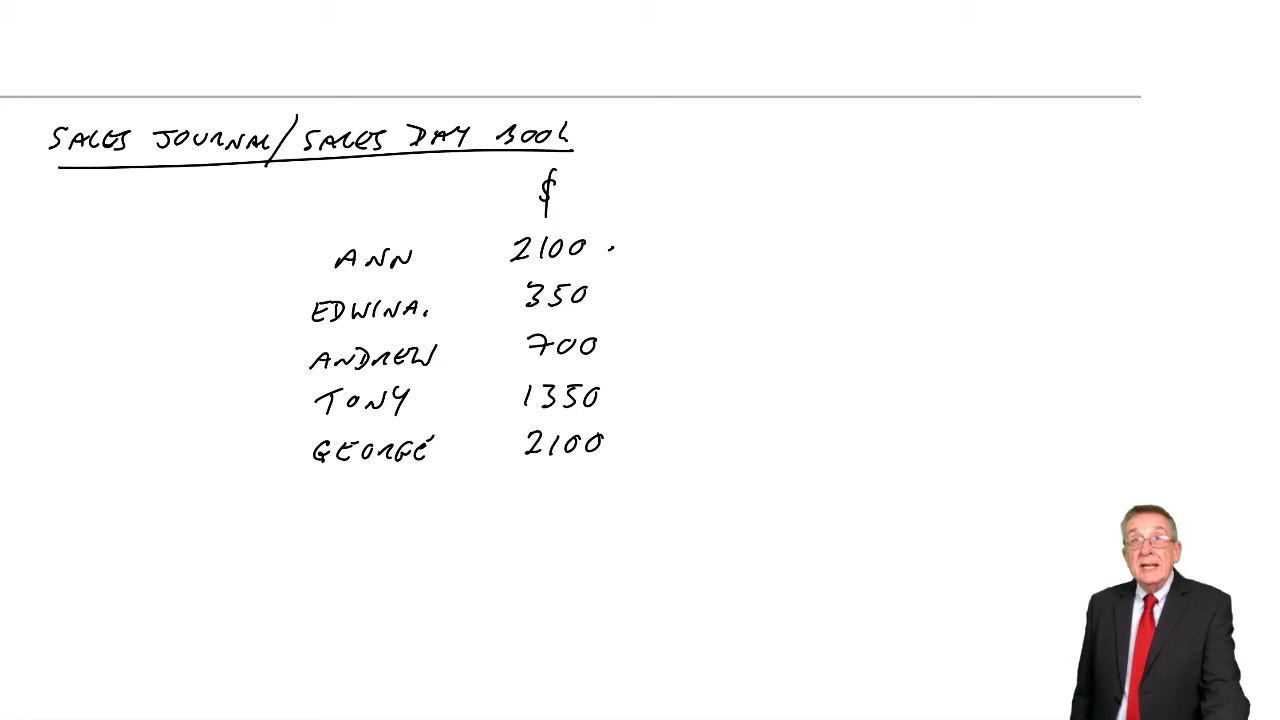 SALES JOURNAL/SALES DAY BOOK
$
ANN 2100
EDWINA. 350
ANDREW 700
TONY 1350
GEORGE 2100